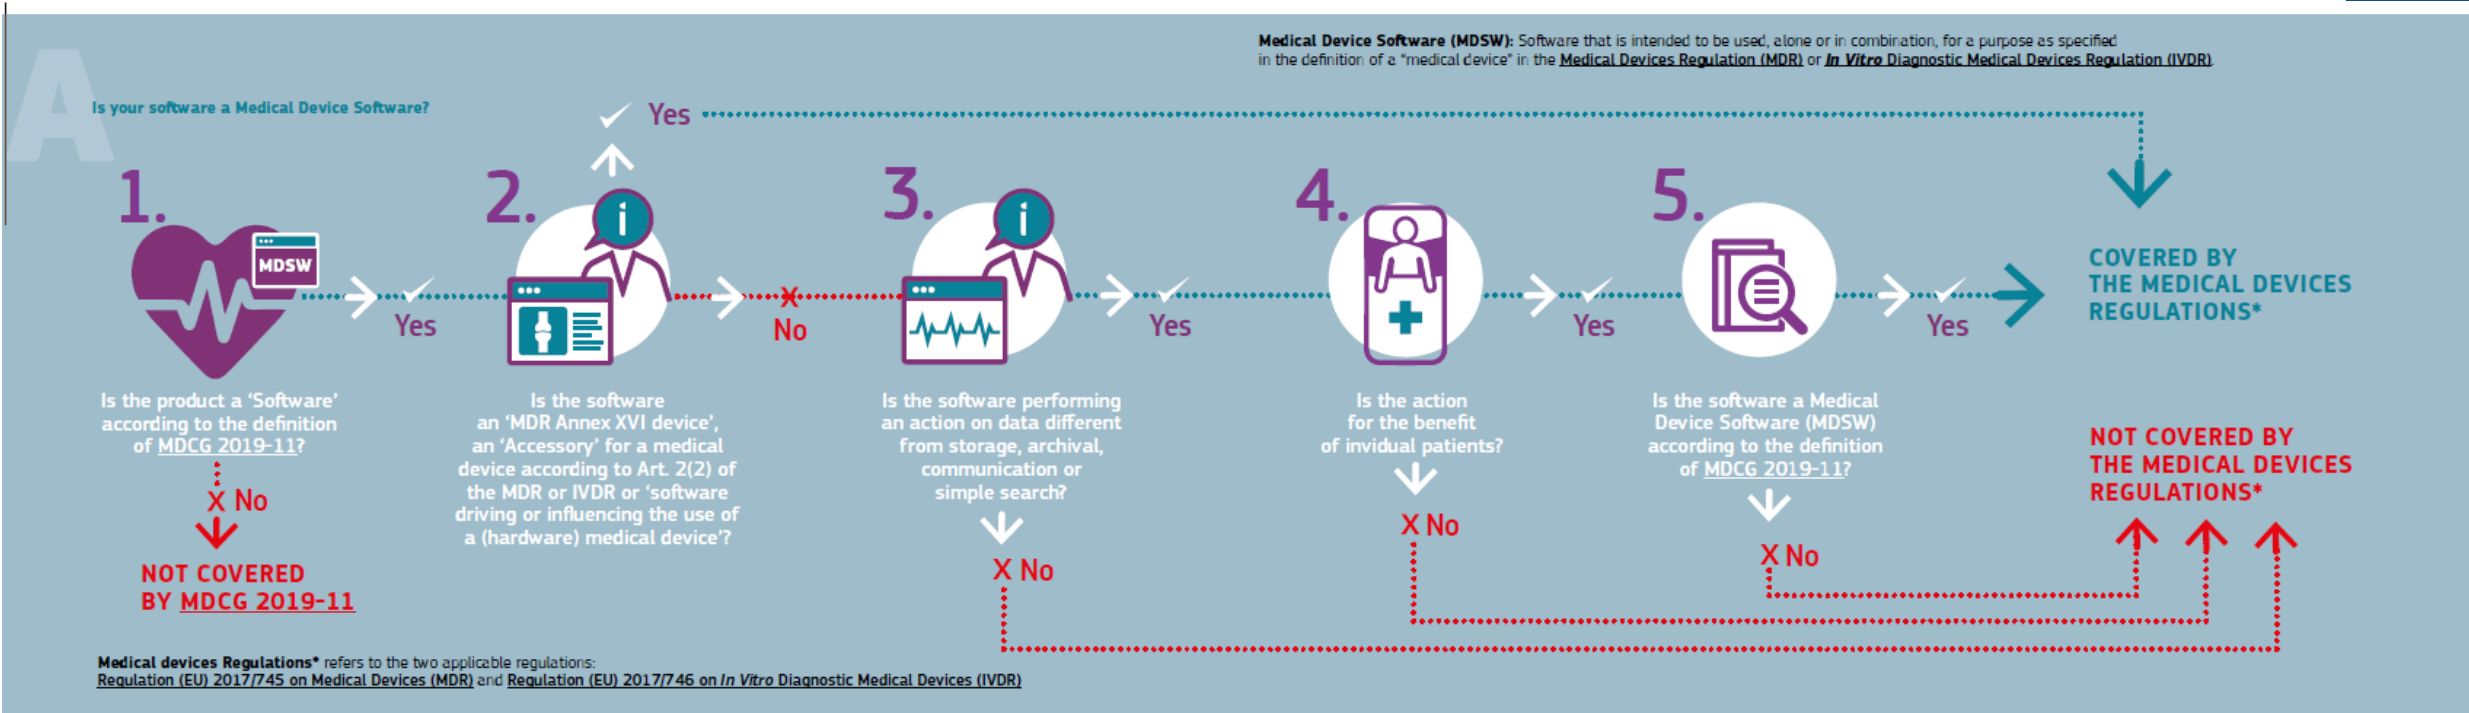 A
Medical Device Software (MDSW): Software that is intended to be used, alone or in combination, for a purpose as specified
in the definition of a "medical device" in the Medical Devices Regulation (MDR) or In Vitro Diagnostic Medical Devices Regulation (IVDR).
Is your software a Medical Device Software?
Yes
1.
MDSW
Yes
Is the product a 'Software'
according to the definition
of MDCG 2019-11?
X No
NOT COVERED
BY MDCG 2019-11
2.
i
X
No
Is the software
an 'MDR Annex XVI device',
an 'Accessory' for a medical
device according to Art. 2(2) of
the MDR or IVDR or 'software
driving or influencing the use of
a (hardware) medical device'?
3.
i
Yes
Is the software performing
an action on data different
from storage, archival,
communication or
simple search?
X No
4.
Yes
Is the action
for the benefit
of invidual patients?
X No
5.
Yes
Is the software a Medical
Device Software (MDSW)
according to the definition
of MDCG 2019-11?
X No
COVERED BY
THE MEDICAL DEVICES
REGULATIONS*
NOT COVERED BY
THE MEDICAL DEVICES
REGULATIONS*
Medical devices Regulations* refers to the two applicable regulations:
Regulation (EU) 2017/745 on Medical Devices (MDR) and Regulation (EU) 2017/746 on In Vitro Diagnostic Medical Devices (IVDR)